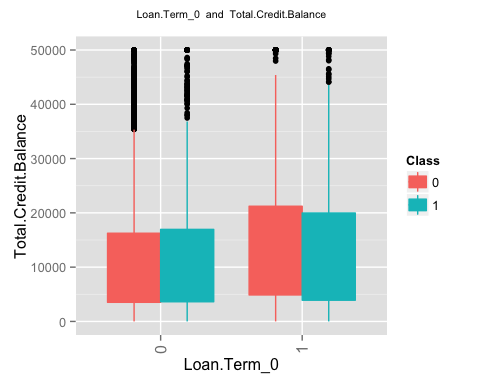 Loan.Term_0 and Total.Credit.Balance
50000
40000
30000
20000
10000
0
Total.Credit.Balance
0
1
Loan.Term_0
Class
0
1